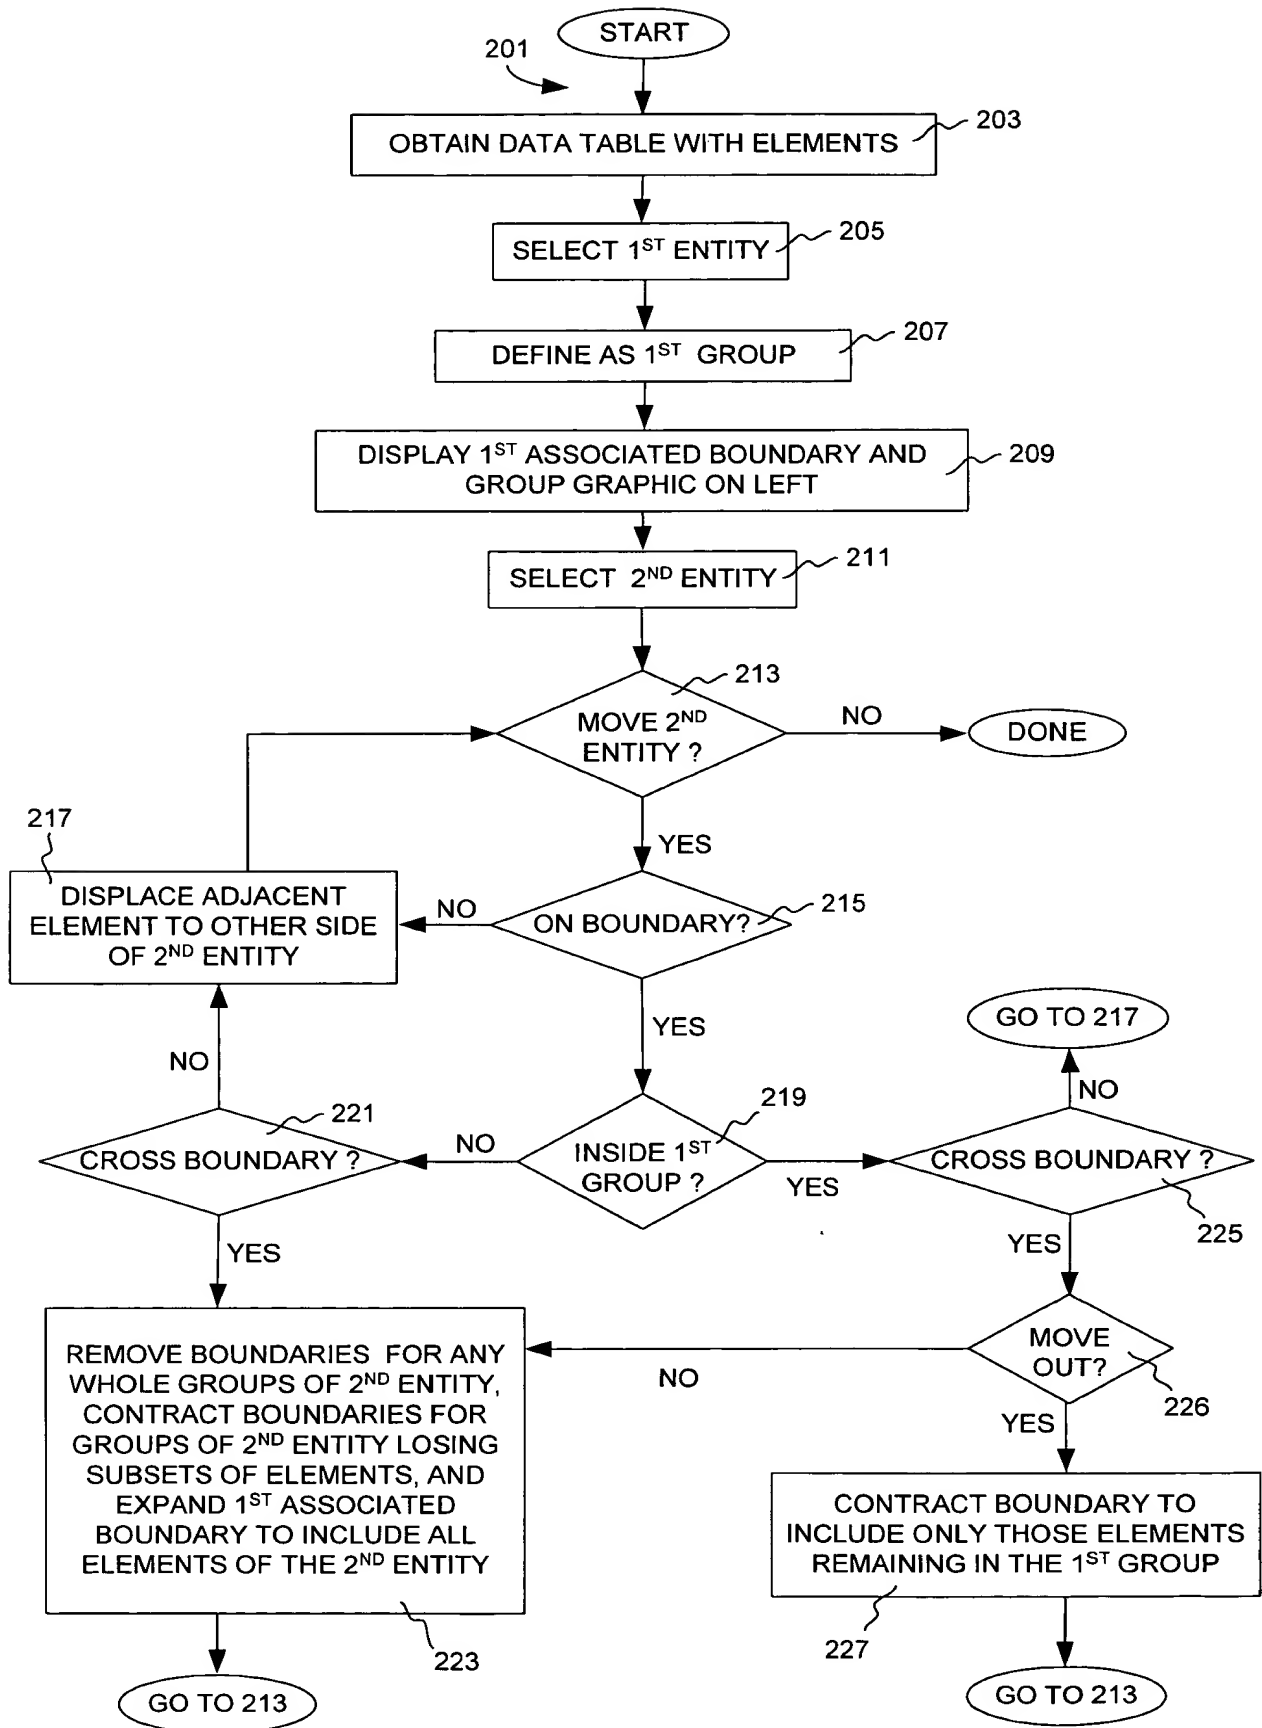 START
201
OBTAIN DATA TABLE WITH ELEMENTS
203
SELECT 1ST ENTITY
205
DEFINE AS 1ST GROUP
207
DISPLAY 1ST ASSOCIATED BOUNDARY AND
GROUP GRAPHIC ON LEFT
209
SELECT 2ND ENTITY
211
213
MOVE 2ND
ENTITY ?
NO
DONE
YES
217
DISPLACE ADJACENT
ELEMENT TO OTHER SIDE
OF 2ND ENTITY
NO
ON BOUNDARY?
215
YES
GO TO 217
NO
NO
221
CROSS BOUNDARY ?
NO
219
INSIDE 1ST
GROUP ?
YES
CROSS BOUNDARY ?
225
YES
YES
MOVE
OUT?
226
NO
YES
REMOVE BOUNDARIES FOR ANY
WHOLE GROUPS OF 2ND ENTITY,
CONTRACT BOUNDARIES FOR
GROUPS OF 2ND ENTITY LOSING
SUBSETS OF ELEMENTS, AND
EXPAND 1ST ASSOCIATED
BOUNDARY TO INCLUDE ALL
ELEMENTS OF THE 2ND ENTITY
223
CONTRACT BOUNDARY TO
INCLUDE ONLY THOSE ELEMENTS
REMAINING IN THE 1ST GROUP
227
GO TO 213
GO TO 213